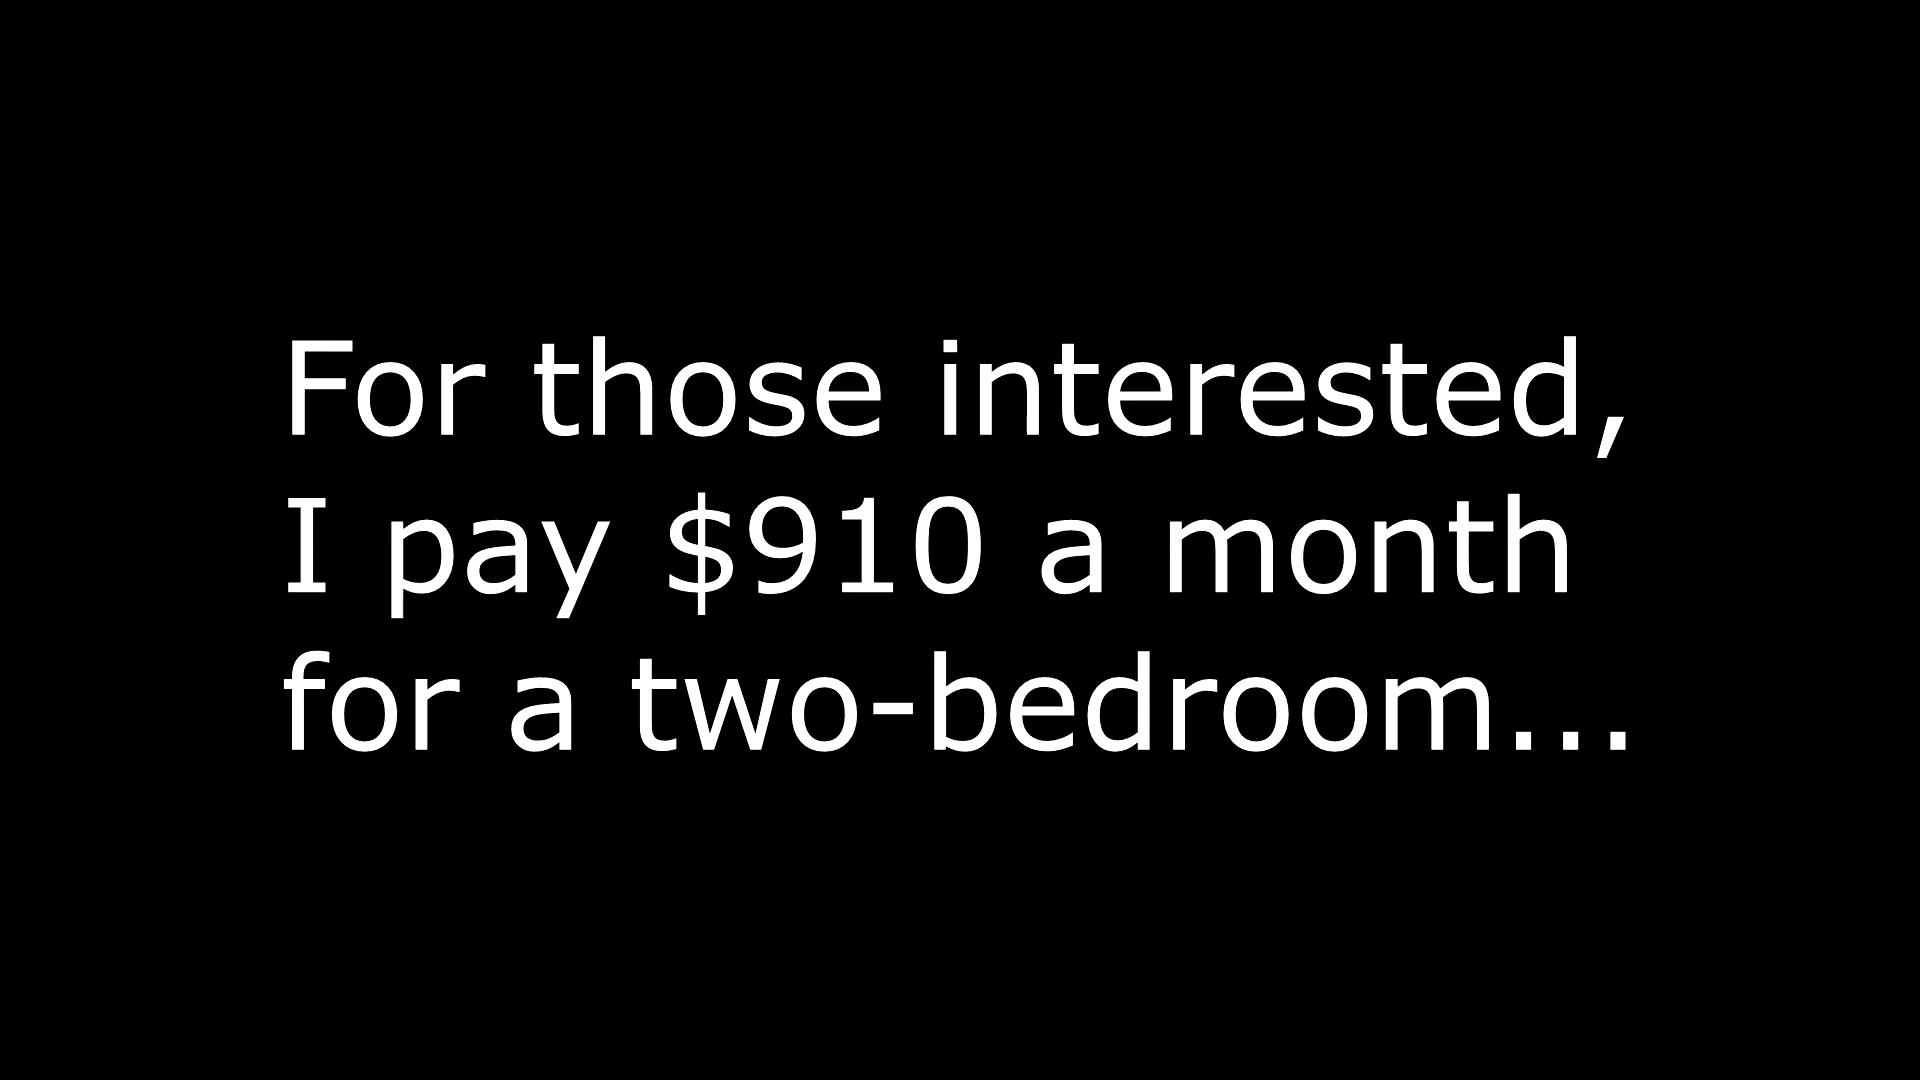 For those interested,
I pay $910 a month
for a two-bedroom...